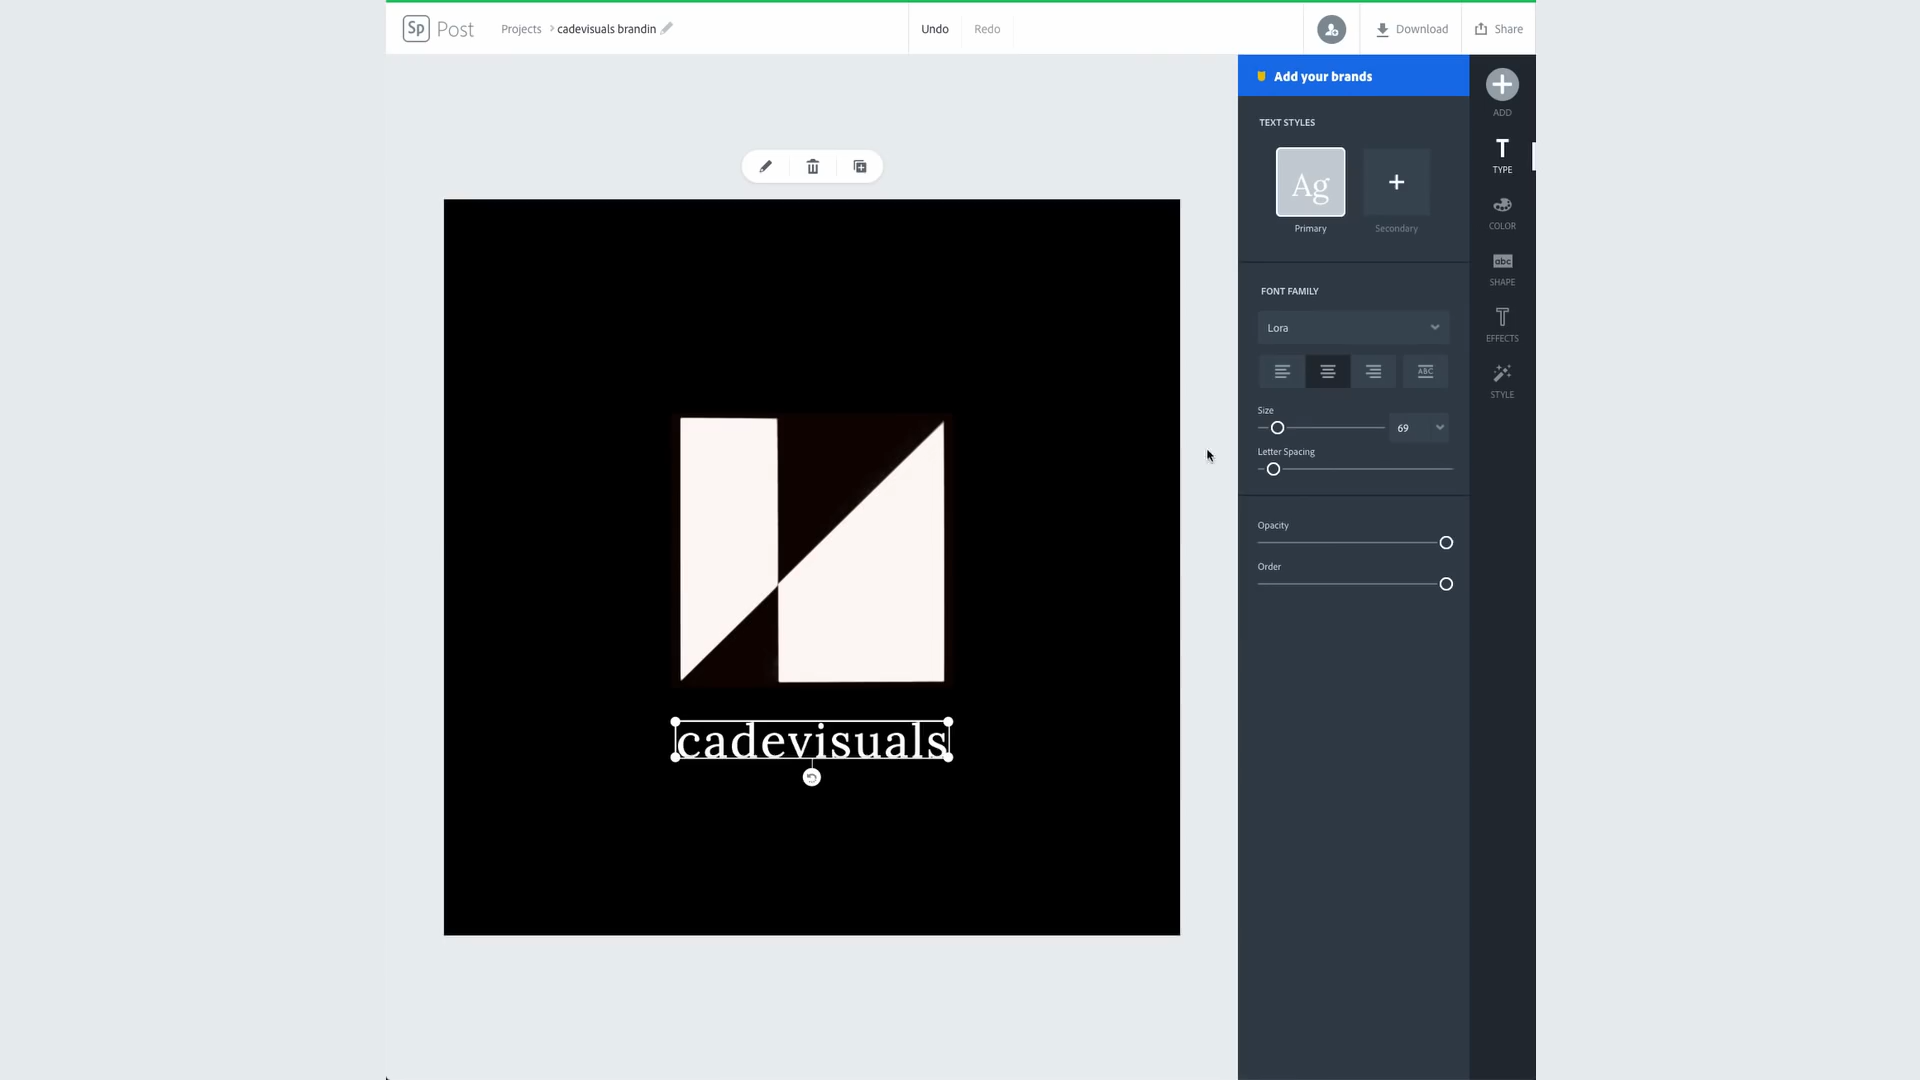 Sp Post
Projects > cadevisuals brandin
Undo
Redo
Download
Share
Add your brands
TEXT STYLES
Ag
Primary
Secondary
FONT FAMILY
Lora
ABC
Size
69
Letter Spacing
Opacity
Order
ADD
T
TYPE
COLOR
abc
SHAPE
T
EFFECTS
STYLE
cadevisuals